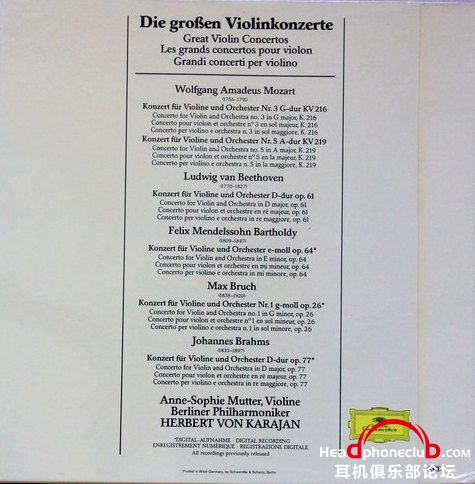 Die großen Violinkonzerte
Great Violin Concertos
Les grands concertos pour violon
Grandi concerti per violino
Wolfgang Amadeus Mozart
(1756-1791)
Konzert für Violine und Orchester Nr. 3 G-dur KV 216
Concerto for Violin and Orchestra no. 3 in G major, K. 216
Concerto pour violon et orchestre n° 3 en sol majeur, K. 216
Concerto per violino e orchestra n. 3 in sol maggiore, K. 216
Konzert für Violine und Orchester Nr. 5 A-dur KV 219
Concerto for Violin and Orchestra no. 5 in A major, K. 219
Concerto pour violon et orchestre n° 5 en la majeur, K. 219
Concerto per violino e orchestra n. 5 in la maggiore, K. 219
Ludwig van Beethoven
(1770-1827)
Konzert für Violine und Orchester D-dur op. 61
Concerto for Violin and Orchestra in D major, op. 61
Concerto pour violon et orchestre en ré majeur, op. 61
Concerto per violino e orchestra in re maggiore, op. 61
Felix Mendelssohn Bartholdy
(1809-1847)
Konzert für Violine und Orchester e-moll op. 64*
Concerto for Violin and Orchestra in E minor, op. 64
Concerto pour violon et orchestre en mi mineur, op. 64
Concerto per violino e orchestra in mi minore, op. 64
Max Bruch
(1838-1920)
Konzert für Violine und Orchester Nr. 1 g-moll op. 26*
Concerto for Violin and Orchestra no. 1 in G minor, op. 26
Concerto pour violon et orchestre n° 1 en sol mineur, op. 26
Concerto per violino e orchestra n. 1 in sol minore, op. 26
Johannes Brahms
(1833-1897)
Konzert für Violine und Orchester D-dur op. 77*
Concerto for Violin and Orchestra in D major, op. 77
Concerto pour violon et orchestre en ré majeur, op. 77
Concerto per violino e orchestra in re maggiore, op. 77
Anne-Sophie Mutter, Violine
Berliner Philharmoniker
HERBERT VON KARAJAN
*DIGITAL-AUFNAHME · DIGITAL RECORDING
ENREGISTREMENT NUMÉRIQUE · REGISTRAZIONE DIGITALE
All recordings previously released
Printed in West Germany by Schwerdtle & Schanz, Berlin
HeadphoneClub.com
耳机俱乐部论坛